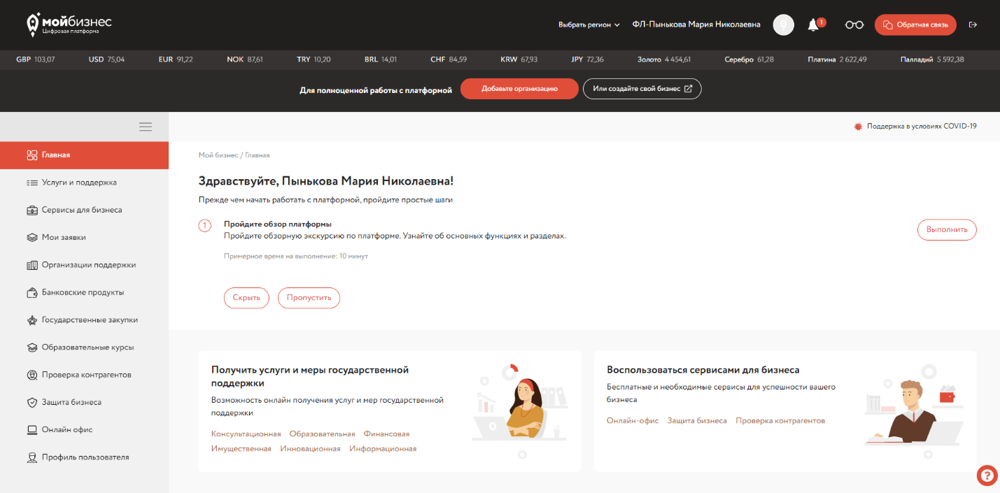 мойбизнес
Цифровая платформа
Выбрать регион
ФЛ-Пынькова Мария Николаевна
0
1
Обратная связь
GBP 103,07 USD 75,04 EUR 91,22 NOK 87,61 TRY 10,20 BRL 14,01 CHF 84,59 KRW 67,93 JPY 72,36 Золото 4 454,61 Серебро 61,28 Платина 2 622,49 Палладий 5 592,38
Для полноценной работы с платформой
Добавьте организацию
Или создайте свой бизнес
Поддержка в условиях COVID-19
Главная
Услуги и поддержка
Сервисы для бизнеса
Мои заявки
Организации поддержки
Банковские продукты
Государственные закупки
Образовательные курсы
Проверка контрагентов
Защита бизнеса
Онлайн офис
Профиль пользователя
Мой бизнес / Главная
Здравствуйте, Пынькова Мария Николаевна!
Прежде чем начать работать с платформой, пройдите простые шаги
1
Пройдите обзор платформы
Пройдите обзорную экскурсию по платформе. Узнайте об основных функциях и разделах.
Примерное время на выполнение: 10 минут
Выполнить
Скрыть
Пропустить
Получить услуги и меры государственной
поддержки
Возможность онлайн получения услуг и мер государственной
поддержки
Консультационная Образовательная Финансовая
Имущественная Инновационная Информационная
Воспользоваться сервисами для бизнеса
Бесплатные и необходимые сервисы для успешности вашего
бизнеса
Онлайн-офис Защита бизнеса Проверка контрагентов
?